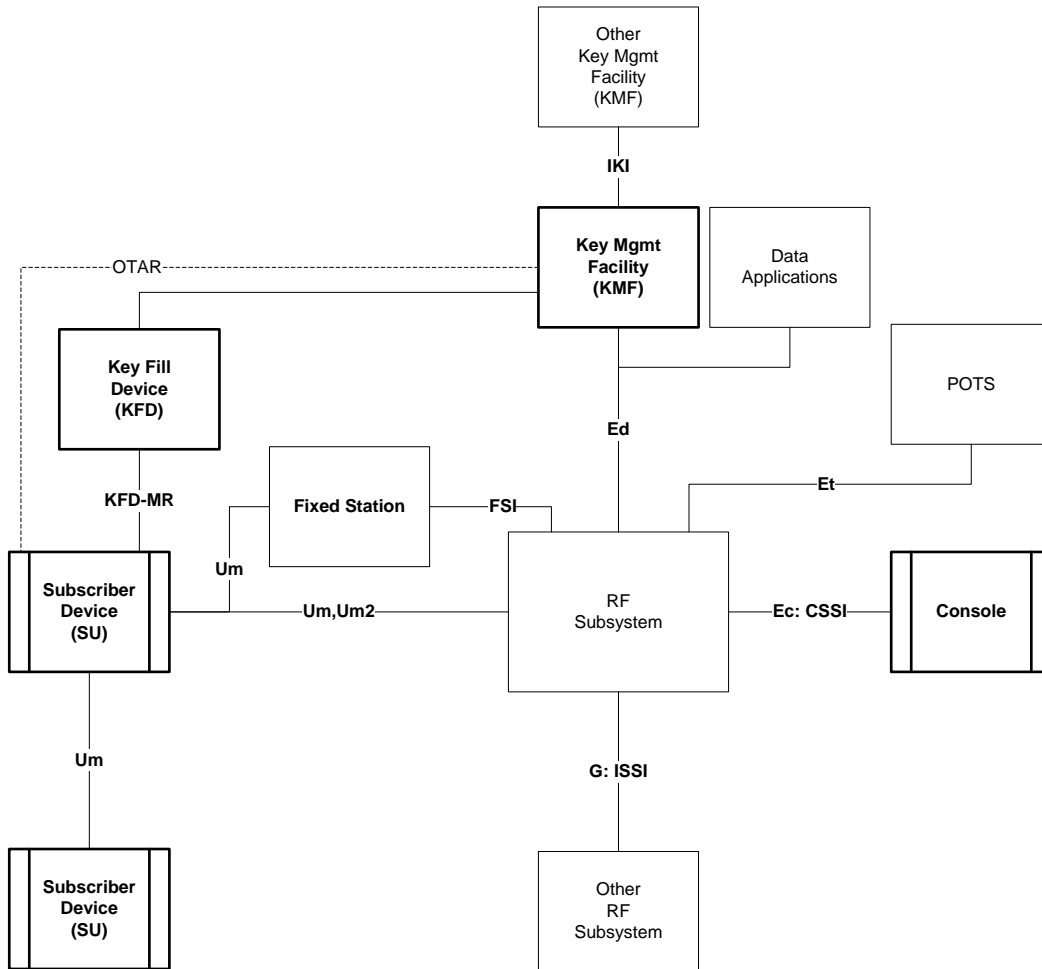 Other
Key Mgmt
Facility
(KMF)
IKI
Key Mgmt
Facility
(KMF)
Data
Applications
OTAR
Key Fill
Device
(KFD)
POTS
Ed
Et
KFD-MR
Fixed Station
FSI
Um
Subscriber
Device
(SU)
Um,Um2
RF
Subsystem
Ec: CSSI
Console
Um
G: ISSI
Subscriber
Device
(SU)
Other
RF
Subsystem